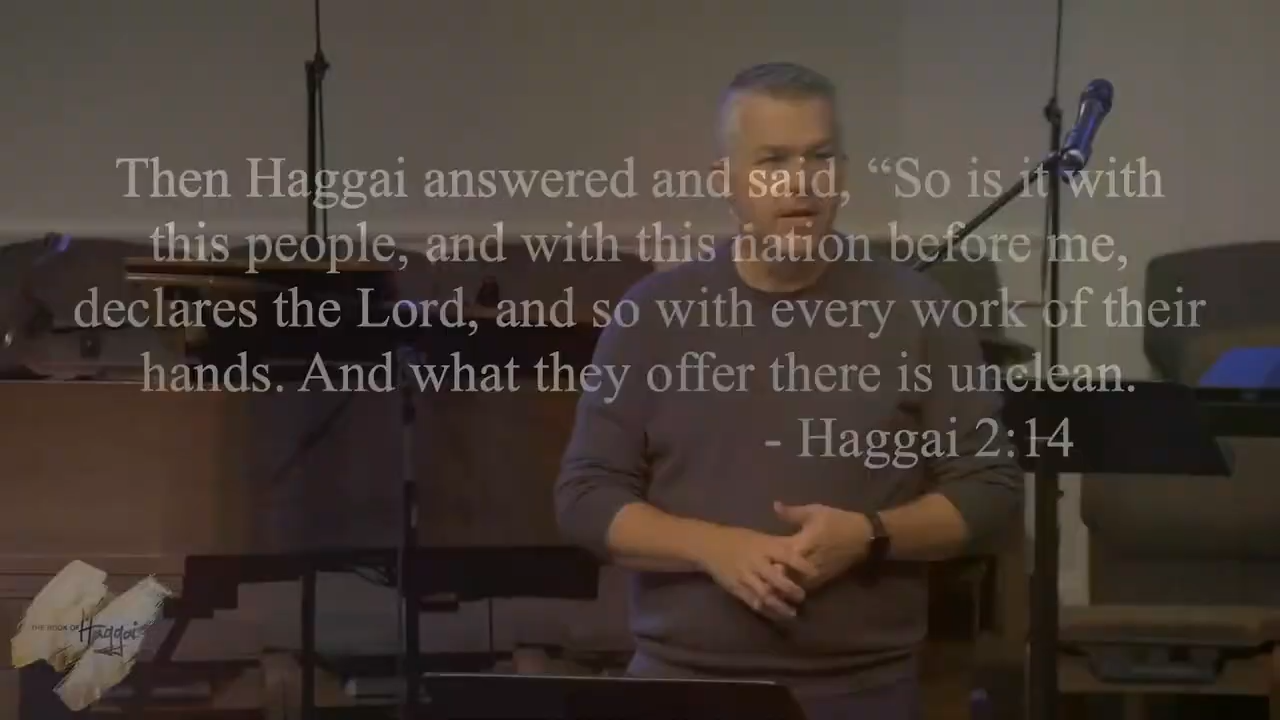 Then Haggai answered and said, “So is it with
this people, and with this nation before me,
declares the Lord, and so with every work of their
hands. And what they offer there is unclean.
- Haggai 2:14
THE BOOK OF
Haggai